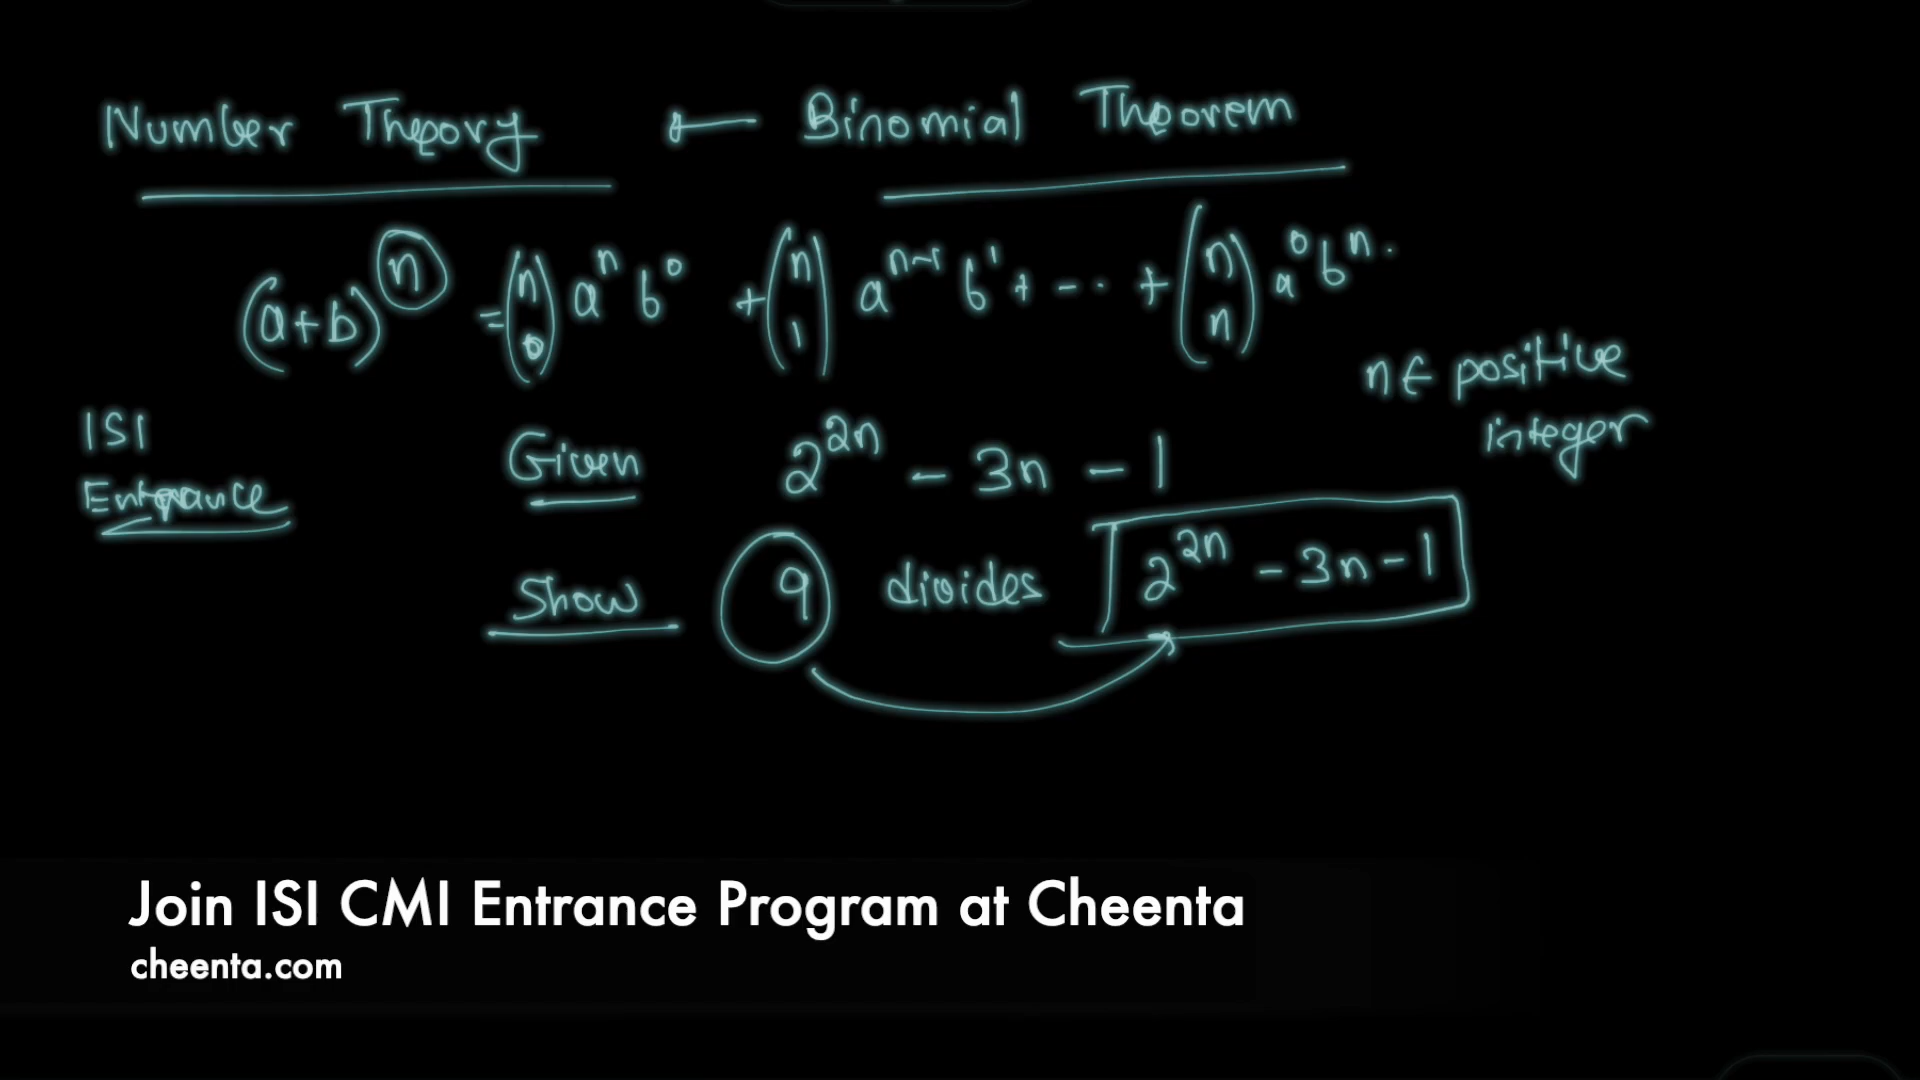 Number Theory ← Binomial Theorem
(a+b)^n = (n 0) a^n b^0 + (n 1) a^{n-1} b^1 + -·· + (n n) a^0 b^n.
n ∈ positive integer
ISI Entrance
Given 2^{2n} - 3n - 1
Show 9 divides 2^{2n} - 3n - 1
Join ISI CMI Entrance Program at Cheenta
cheenta.com